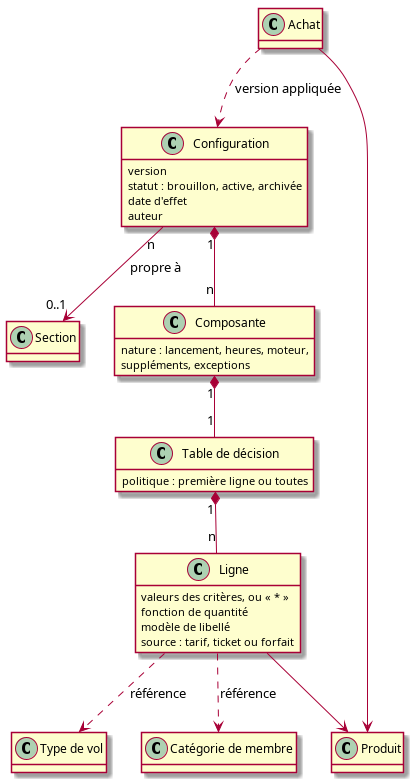 C Achat
version appliquée
C Configuration
version
statut : brouillon, active, archivée
date d'effet
auteur
n
1
propre à
0..1
n
C Section
C Composante
nature : lancement, heures, moteur,
suppléments, exceptions
1
1
C Table de décision
politique : première ligne ou toutes
1
n
C Ligne
valeurs des critères, ou « * »
fonction de quantité
modèle de libellé
source : tarif, ticket ou forfait
référence
référence
C Type de vol
C Catégorie de membre
C Produit